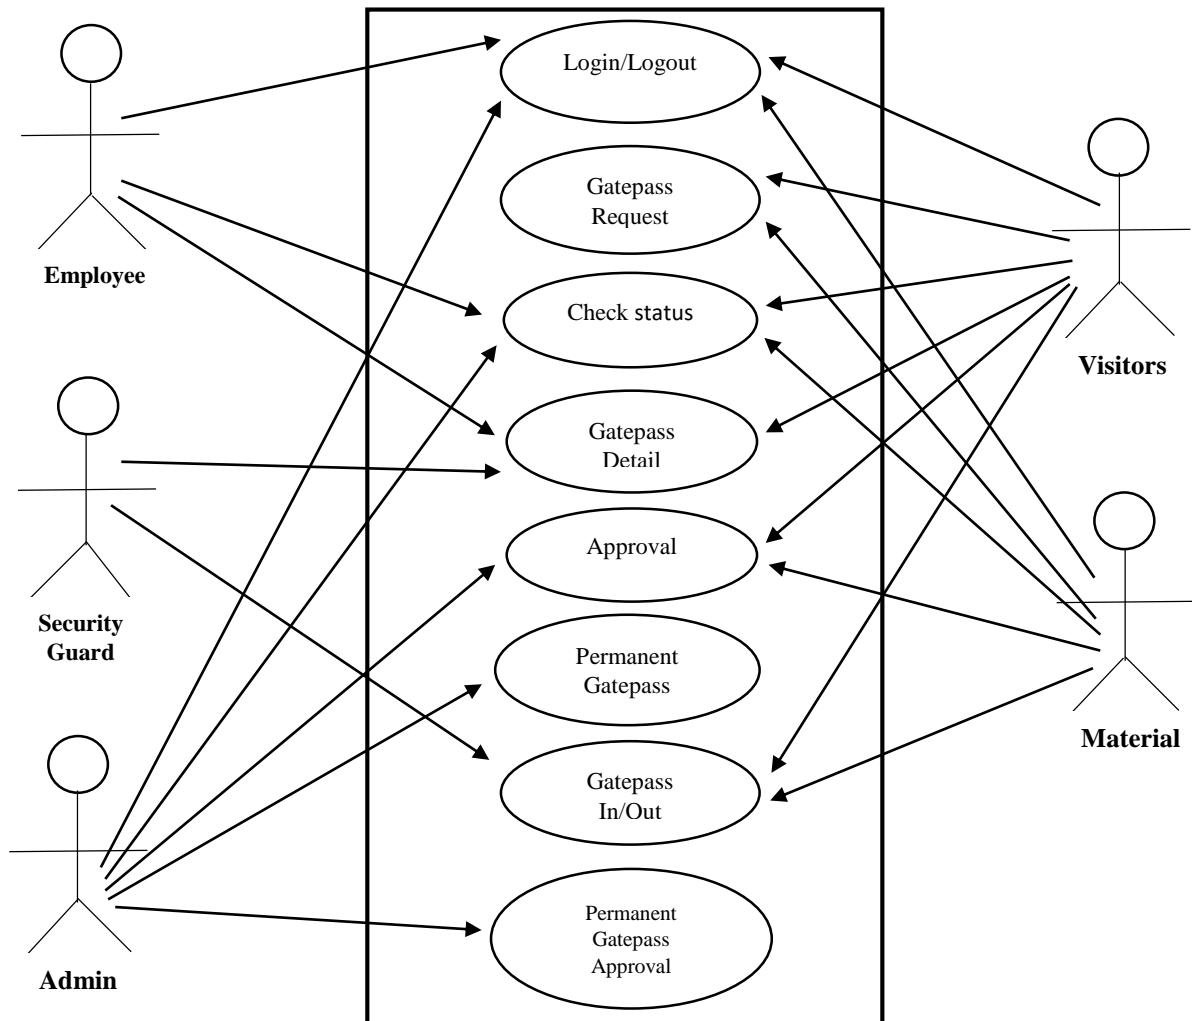 Login/Logout
Gatepass
Request
Employee
Check status
Visitors
Gatepass
Detail
Approval
Security
Guard
Permanent
Gatepass
Material
Gatepass
In/Out
Permanent
Gatepass
Approval
Admin